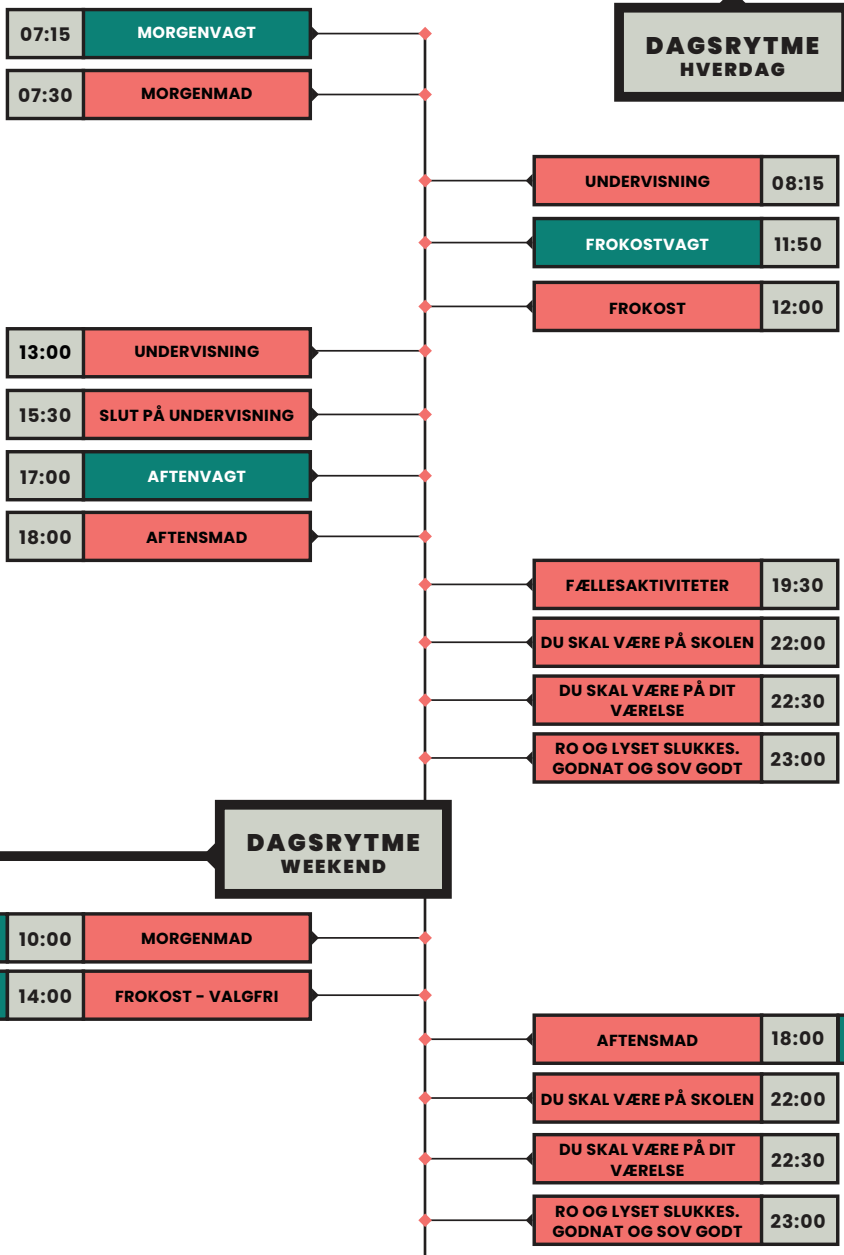 DAGSRYTME
HVERDAG
07:15 MORGENVAGT
07:30 MORGENMAD
UNDERVISNING 08:15
FROKOSTVAGT 11:50
FROKOST 12:00
13:00 UNDERVISNING
15:30 SLUT PÅ UNDERVISNING
17:00 AFTENVAGT
18:00 AFTENSMAD
FÆLLESAKTIVITETER 19:30
DU SKAL VÆRE PÅ SKOLEN 22:00
DU SKAL VÆRE PÅ DIT
VÆRELSE
22:30
RO OG LYSET SLUKKES.
GODNAT OG SOV GODT
23:00
DAGSRYTME
WEEKEND
10:00 MORGENMAD
14:00 FROKOST - VALGFRI
AFTENSMAD 18:00
DU SKAL VÆRE PÅ SKOLEN 22:00
DU SKAL VÆRE PÅ DIT
VÆRELSE
22:30
RO OG LYSET SLUKKES.
GODNAT OG SOV GODT
23:00